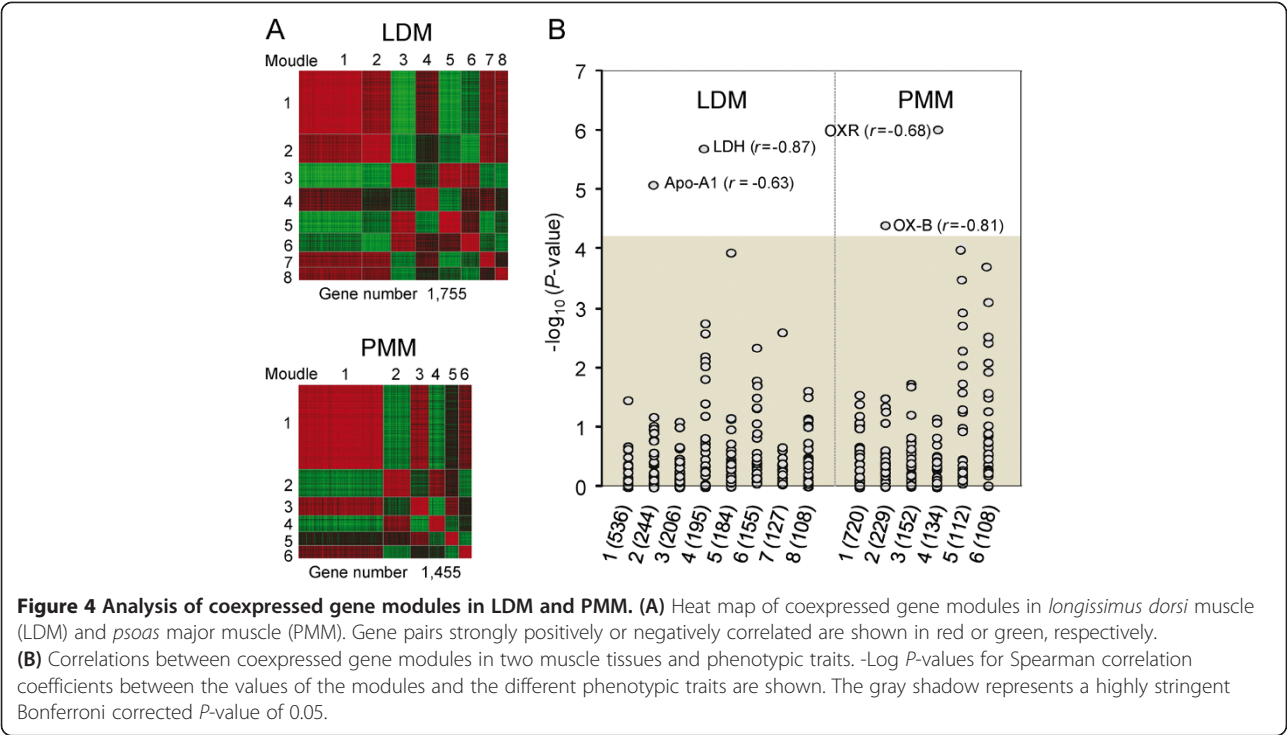 A
LDM
Moudle 1 2 3 4 5 6 7 8
1
2
3
4
5
6
7
8
Gene number 1,755
PMM
Moudle 1 2 3 4 5 6
1
2
3
4
5
6
Gene number 1,455
B
7
6
5
4
3
2
1
0
-log10 (P-value)
LDM
PMM
OXR (r=-0.68)
LDH (r=-0.87)
Apo-A1 (r = -0.63)
OX-B (r=-0.81)
1 (536)
2 (244)
3 (206)
4 (195)
5 (184)
6 (155)
7 (127)
8 (108)
1 (720)
2 (229)
3 (152)
4 (134)
5 (112)
6 (108)
Figure 4 Analysis of coexpressed gene modules in LDM and PMM. (A) Heat map of coexpressed gene modules in longissimus dorsi muscle
(LDM) and psoas major muscle (PMM). Gene pairs strongly positively or negatively correlated are shown in red or green, respectively.
(B) Correlations between coexpressed gene modules in two muscle tissues and phenotypic traits. -Log P-values for Spearman correlation
coefficients between the values of the modules and the different phenotypic traits are shown. The gray shadow represents a highly stringent
Bonferroni corrected P-value of 0.05.